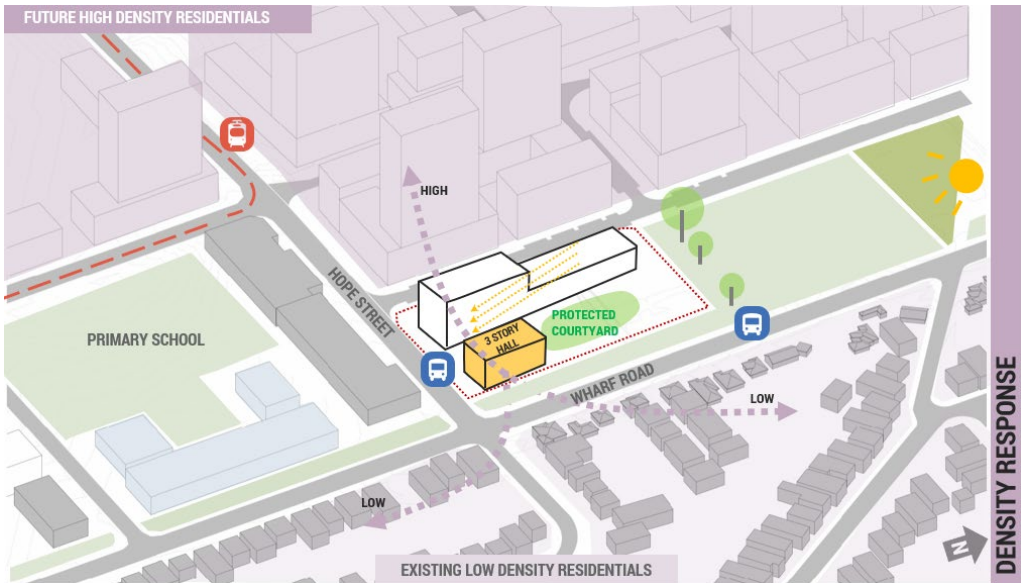 FUTURE HIGH DENSITY RESIDENTIALS
HIGH
HOPE STREET
PRIMARY SCHOOL
3 STORY
HALL
PROTECTED
COURTYARD
WHARF ROAD
LOW
LOW
EXISTING LOW DENSITY RESIDENTIALS
N
DENSITY RESPONSE